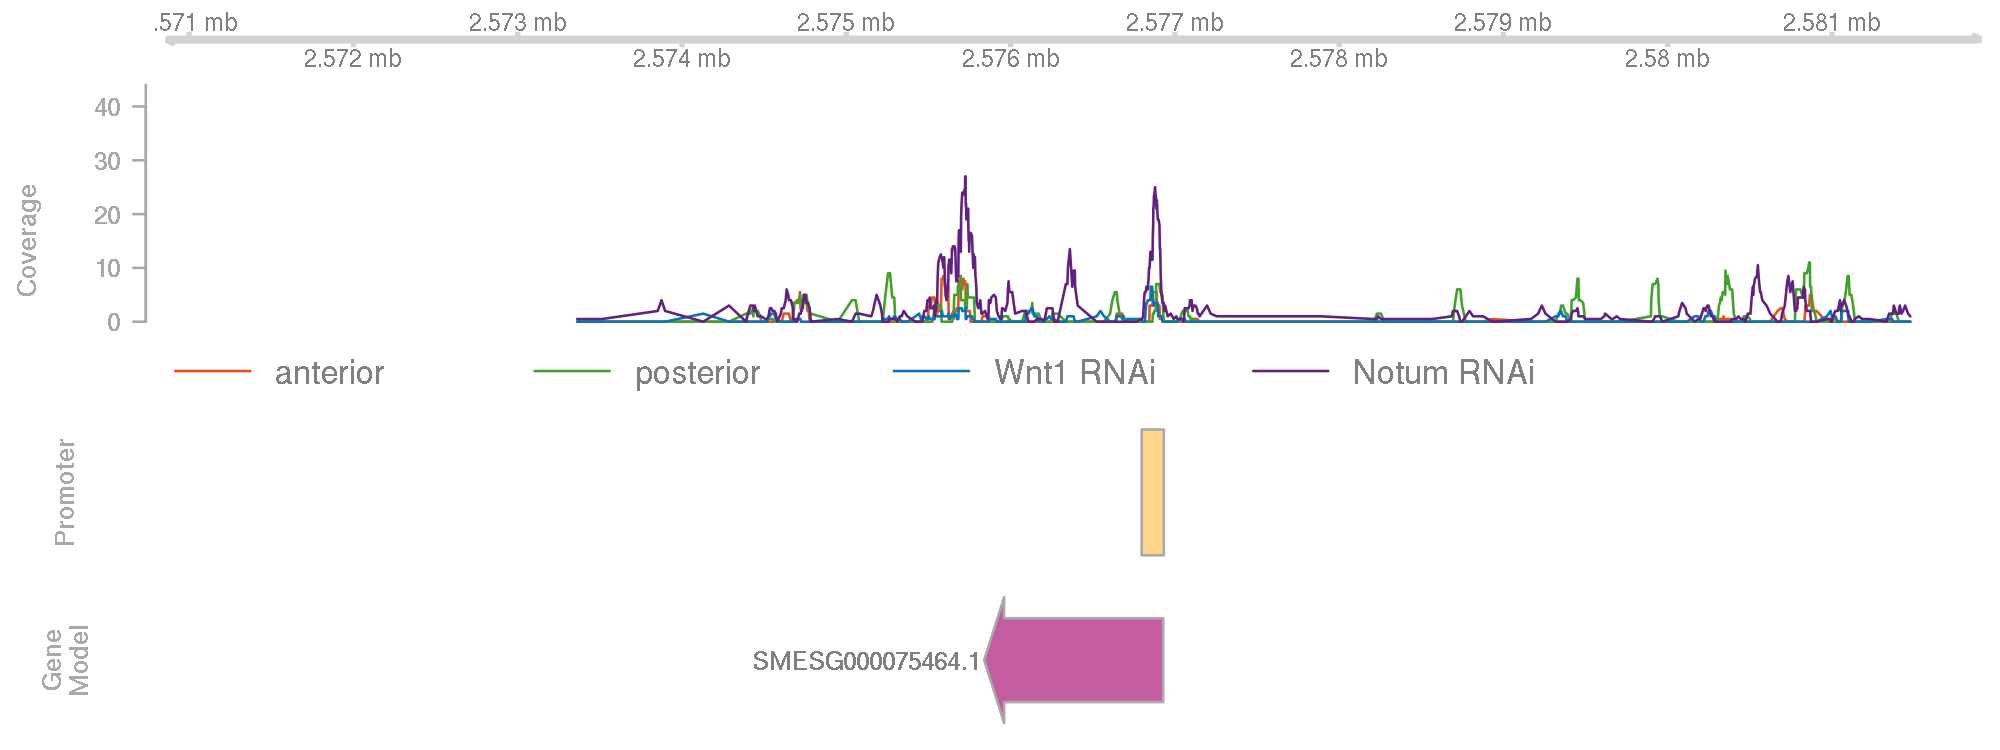 .571 mb 2.573 mb 2.575 mb 2.577 mb 2.579 mb 2.581 mb
2.572 mb 2.574 mb 2.576 mb 2.578 mb 2.58 mb
Coverage
40
30
20
10
0
anterior posterior Wnt1 RNAi Notum RNAi
Promoter
Gene
Model
SMESG000075464.1